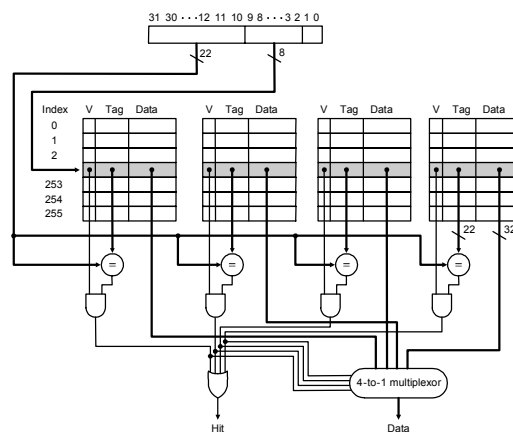 31 30 ··· 12 11 10 9 8 ··· 3 2 1 0
22
8
Index V Tag Data V Tag Data V Tag Data V Tag Data
0
1
2
253
254
255
22
32
= = = =
4-to-1 multiplexor
Hit
Data